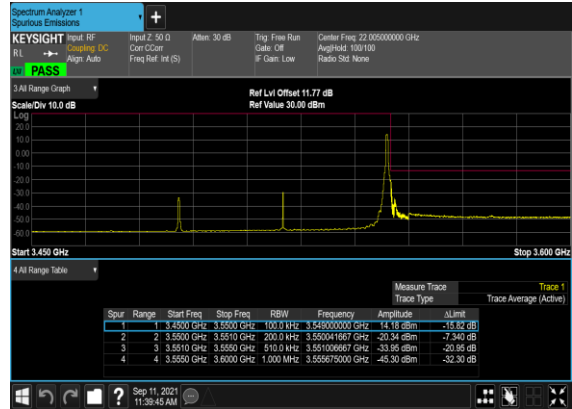 Spectrum Analyzer 1
Spurious Emissions
KEYSIGHT Input: RF Input Z: 50 Ω Atten: 30 dB Trig: Free Run Center Freq: 22.005000000 GHz
RL Coupling: DC Corr CCorr Gate: Off Avg|Hold: 100/100
Align: Auto Freq Ref: Int (S) IF Gain: Low Radio Std: None
PASS
3 All Range Graph Ref Lvl Offset 11.77 dB
Scale/Div 10.0 dB Ref Value 30.00 dBm
Log
20.0
10.0
0.00
-10.0
-20.0
-30.0
-40.0
-50.0
-60.0
Start 3.450 GHz Stop 3.600 GHz
4 All Range Table
Measure Trace Trace 1
Trace Type Trace Average (Active)
Spur Range Start Freq Stop Freq RBW Frequency Amplitude ΔLimit
1 1 3.4500 GHz 3.5500 GHz 100.0 kHz 3.549000000 GHz 14.18 dBm -15.82 dB
2 2 3.5500 GHz 3.5510 GHz 200.0 kHz 3.550041667 GHz -20.34 dBm -7.340 dB
3 3 3.5510 GHz 3.5550 GHz 510.0 kHz 3.551006667 GHz -33.95 dBm -20.95 dB
4 4 3.5550 GHz 3.6000 GHz 1.000 MHz 3.555675000 GHz -45.30 dBm -32.30 dB
Sep 11, 2021
11:39:45 AM